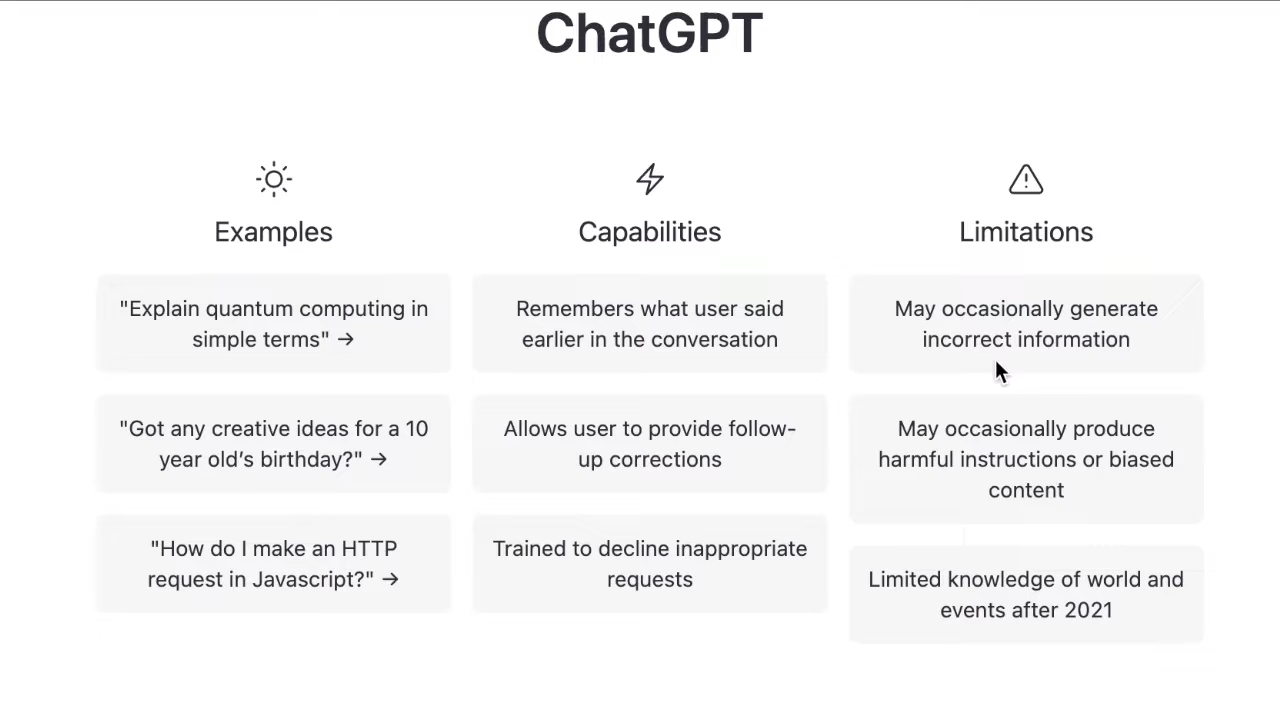 ChatGPT
Examples
"Explain quantum computing in
simple terms" →
"Got any creative ideas for a 10
year old’s birthday?" →
"How do I make an HTTP
request in Javascript?" →
Capabilities
Remembers what user said
earlier in the conversation
Allows user to provide follow-
up corrections
Trained to decline inappropriate
requests
Limitations
May occasionally generate
incorrect information
May occasionally produce
harmful instructions or biased
content
Limited knowledge of world and
events after 2021